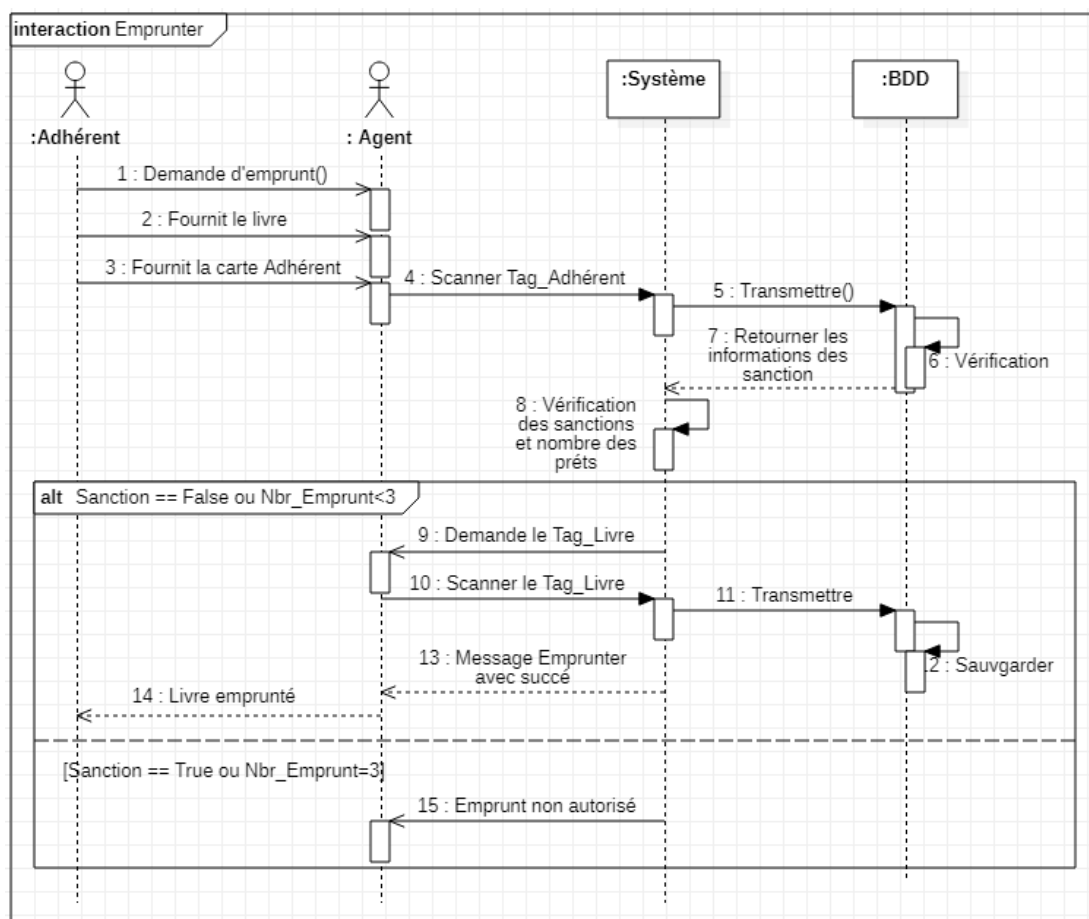 interaction Emprunter
:Adhérent
: Agent
:Système
:BDD
1 : Demande d'emprunt()
2 : Fournit le livre
3 : Fournit la carte Adhérent
4 : Scanner Tag_Adhérent
5 : Transmettre()
6 : Vérification
7 : Retourner les
informations des
sanction
8 : Vérification
des sanctions
et nombre des
préts
alt Sanction == False ou Nbr_Emprunt<3
9 : Demande le Tag_Livre
10 : Scanner le Tag_Livre
11 : Transmettre
2 : Sauvgarder
13 : Message Emprunter
avec succé
14 : Livre emprunté
[Sanction == True ou Nbr_Emprunt=3]
15 : Emprunt non autorisé